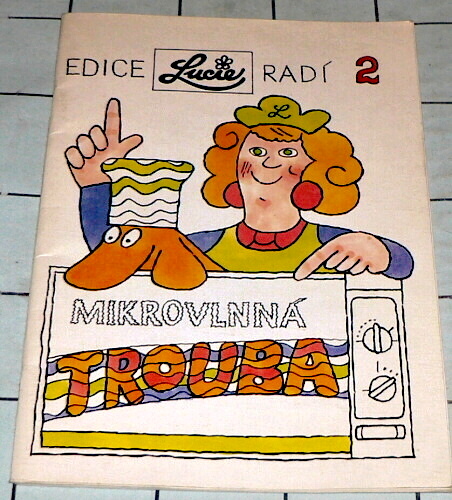 EDICE Lucie RADÍ 2
L
MIKROVLNNÁ
TROUBA